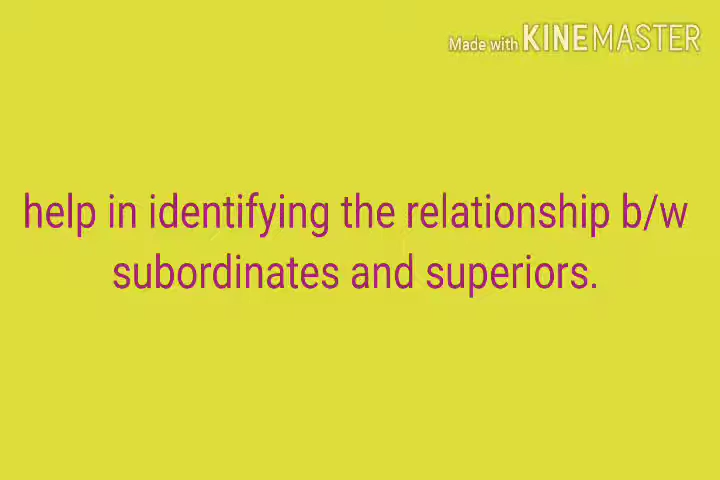 Made with KINEMASTER
help in identifying the relationship b/w
subordinates and superiors.